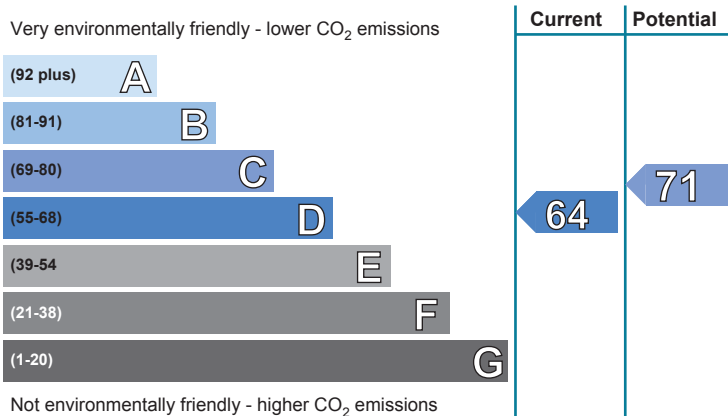 Very environmentally friendly - lower CO2 emissions
Current
Potential
(92 plus) A
(81-91) B
(69-80) C
(55-68) D
(39-54 E
(21-38) F
(1-20) G
64
71
Not environmentally friendly - higher CO2 emissions